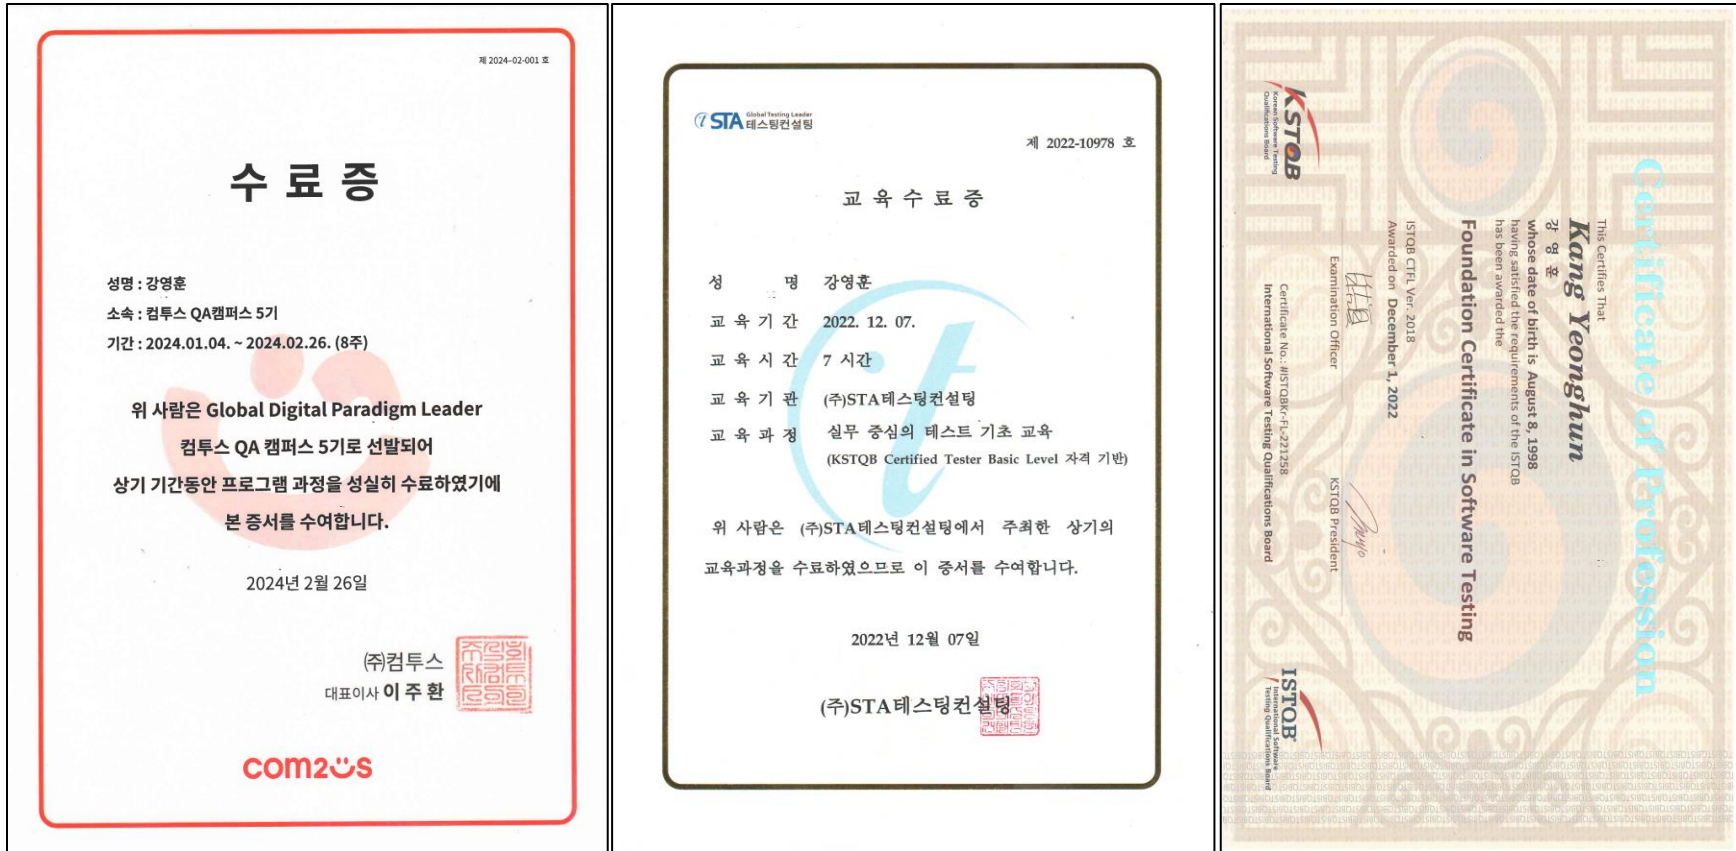 제 2024-02-001 호
수료증
성명 : 강영훈
소속 : 컴투스 QA캠퍼스 5기
기간 : 2024.01.04. ~ 2024.02.26. (8주)
위 사람은 Global Digital Paradigm Leader
컴투스 QA 캠퍼스 5기로 선발되어
상기 기간동안 프로그램 과정을 성실히 수료하였기에
본 증서를 수여합니다.
2024년 2월 26일
㈜컴투스
대표이사 이 주 환
com2us
STA Global Testing Leader
테스팅컨설팅
제 2022-10978 호
교 육 수 료 증
성 명 강영훈
교 육 기 간 2022. 12. 07.
교 육 시 간 7 시간
교 육 기 관 (주)STA테스팅컨설팅
교 육 과 정 실무 중심의 테스트 기초 교육
(KSTQB Certified Tester Basic Level 자격 기반)
위 사람은 (주)STA테스팅컨설팅에서 주최한 상기의
교육과정을 수료하였으므로 이 증서를 수여합니다.
2022년 12월 07일
(주)STA테스팅컨설팅
Certificate of Profession
This Certifies That
Kang Yeonghun
강 영 훈
whose date of birth is August 8, 1998
having satisfied the requirements of the ISTQB
has been awarded the
Foundation Certificate in Software Testing
ISTQB CTFL Ver. 2018
Awarded on December 1, 2022
Examination Officer
KSTQB President
Certificate No.: #ISTQBKr-FL-221258
International Software Testing Qualifications Board
KSTQB
Korean Software Testing
Qualifications Board
ISTQB®
International Software
Testing Qualifications Board